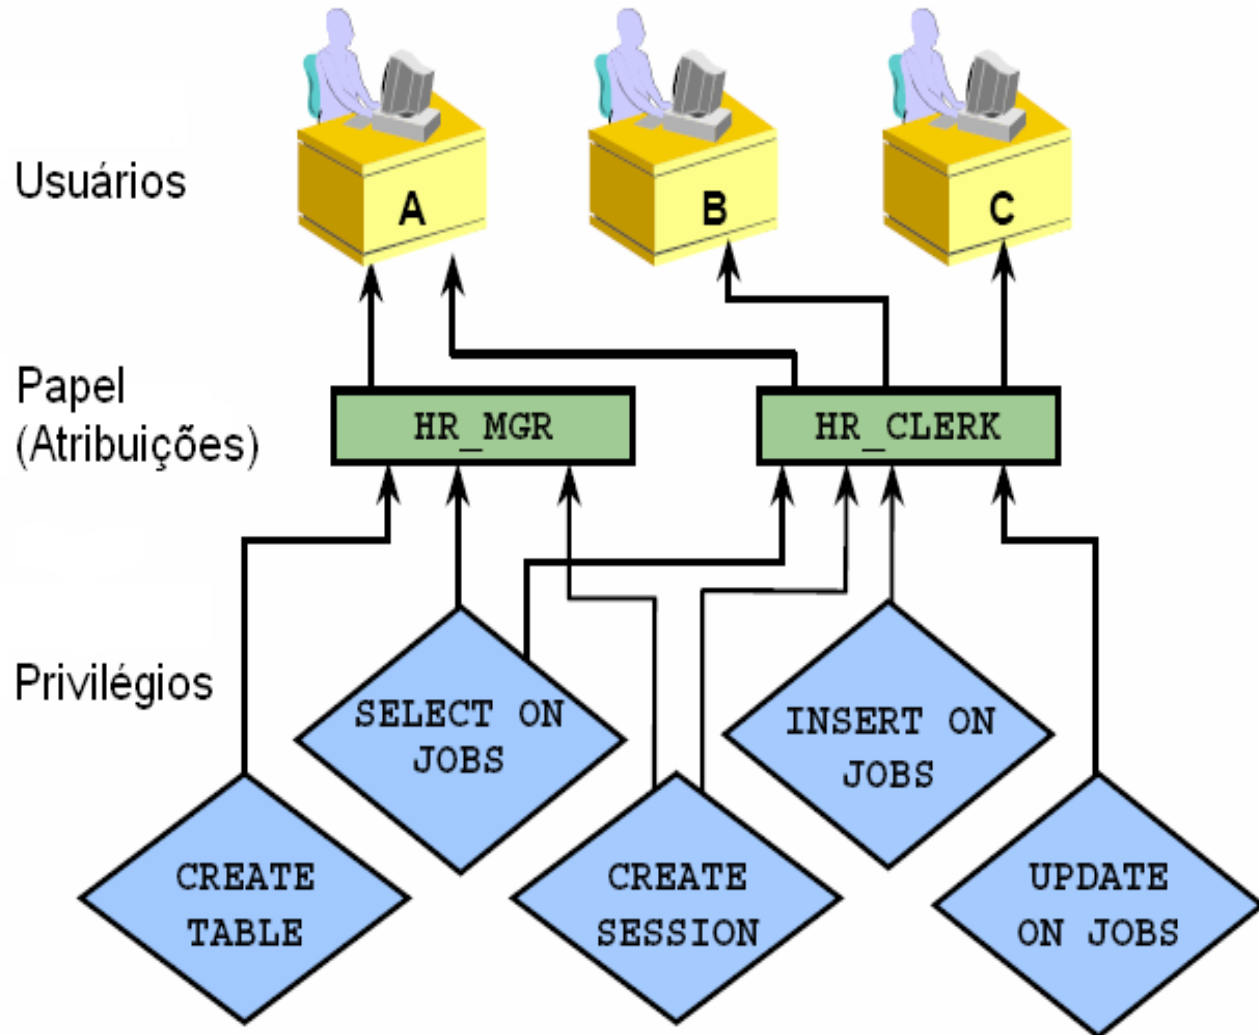 Usuários
A
B
C
Papel
(Atribuições)
HR_MGR
HR_CLERK
Privilégios
SELECT ON
JOBS
INSERT ON
JOBS
CREATE
TABLE
CREATE
SESSION
UPDATE
ON JOBS